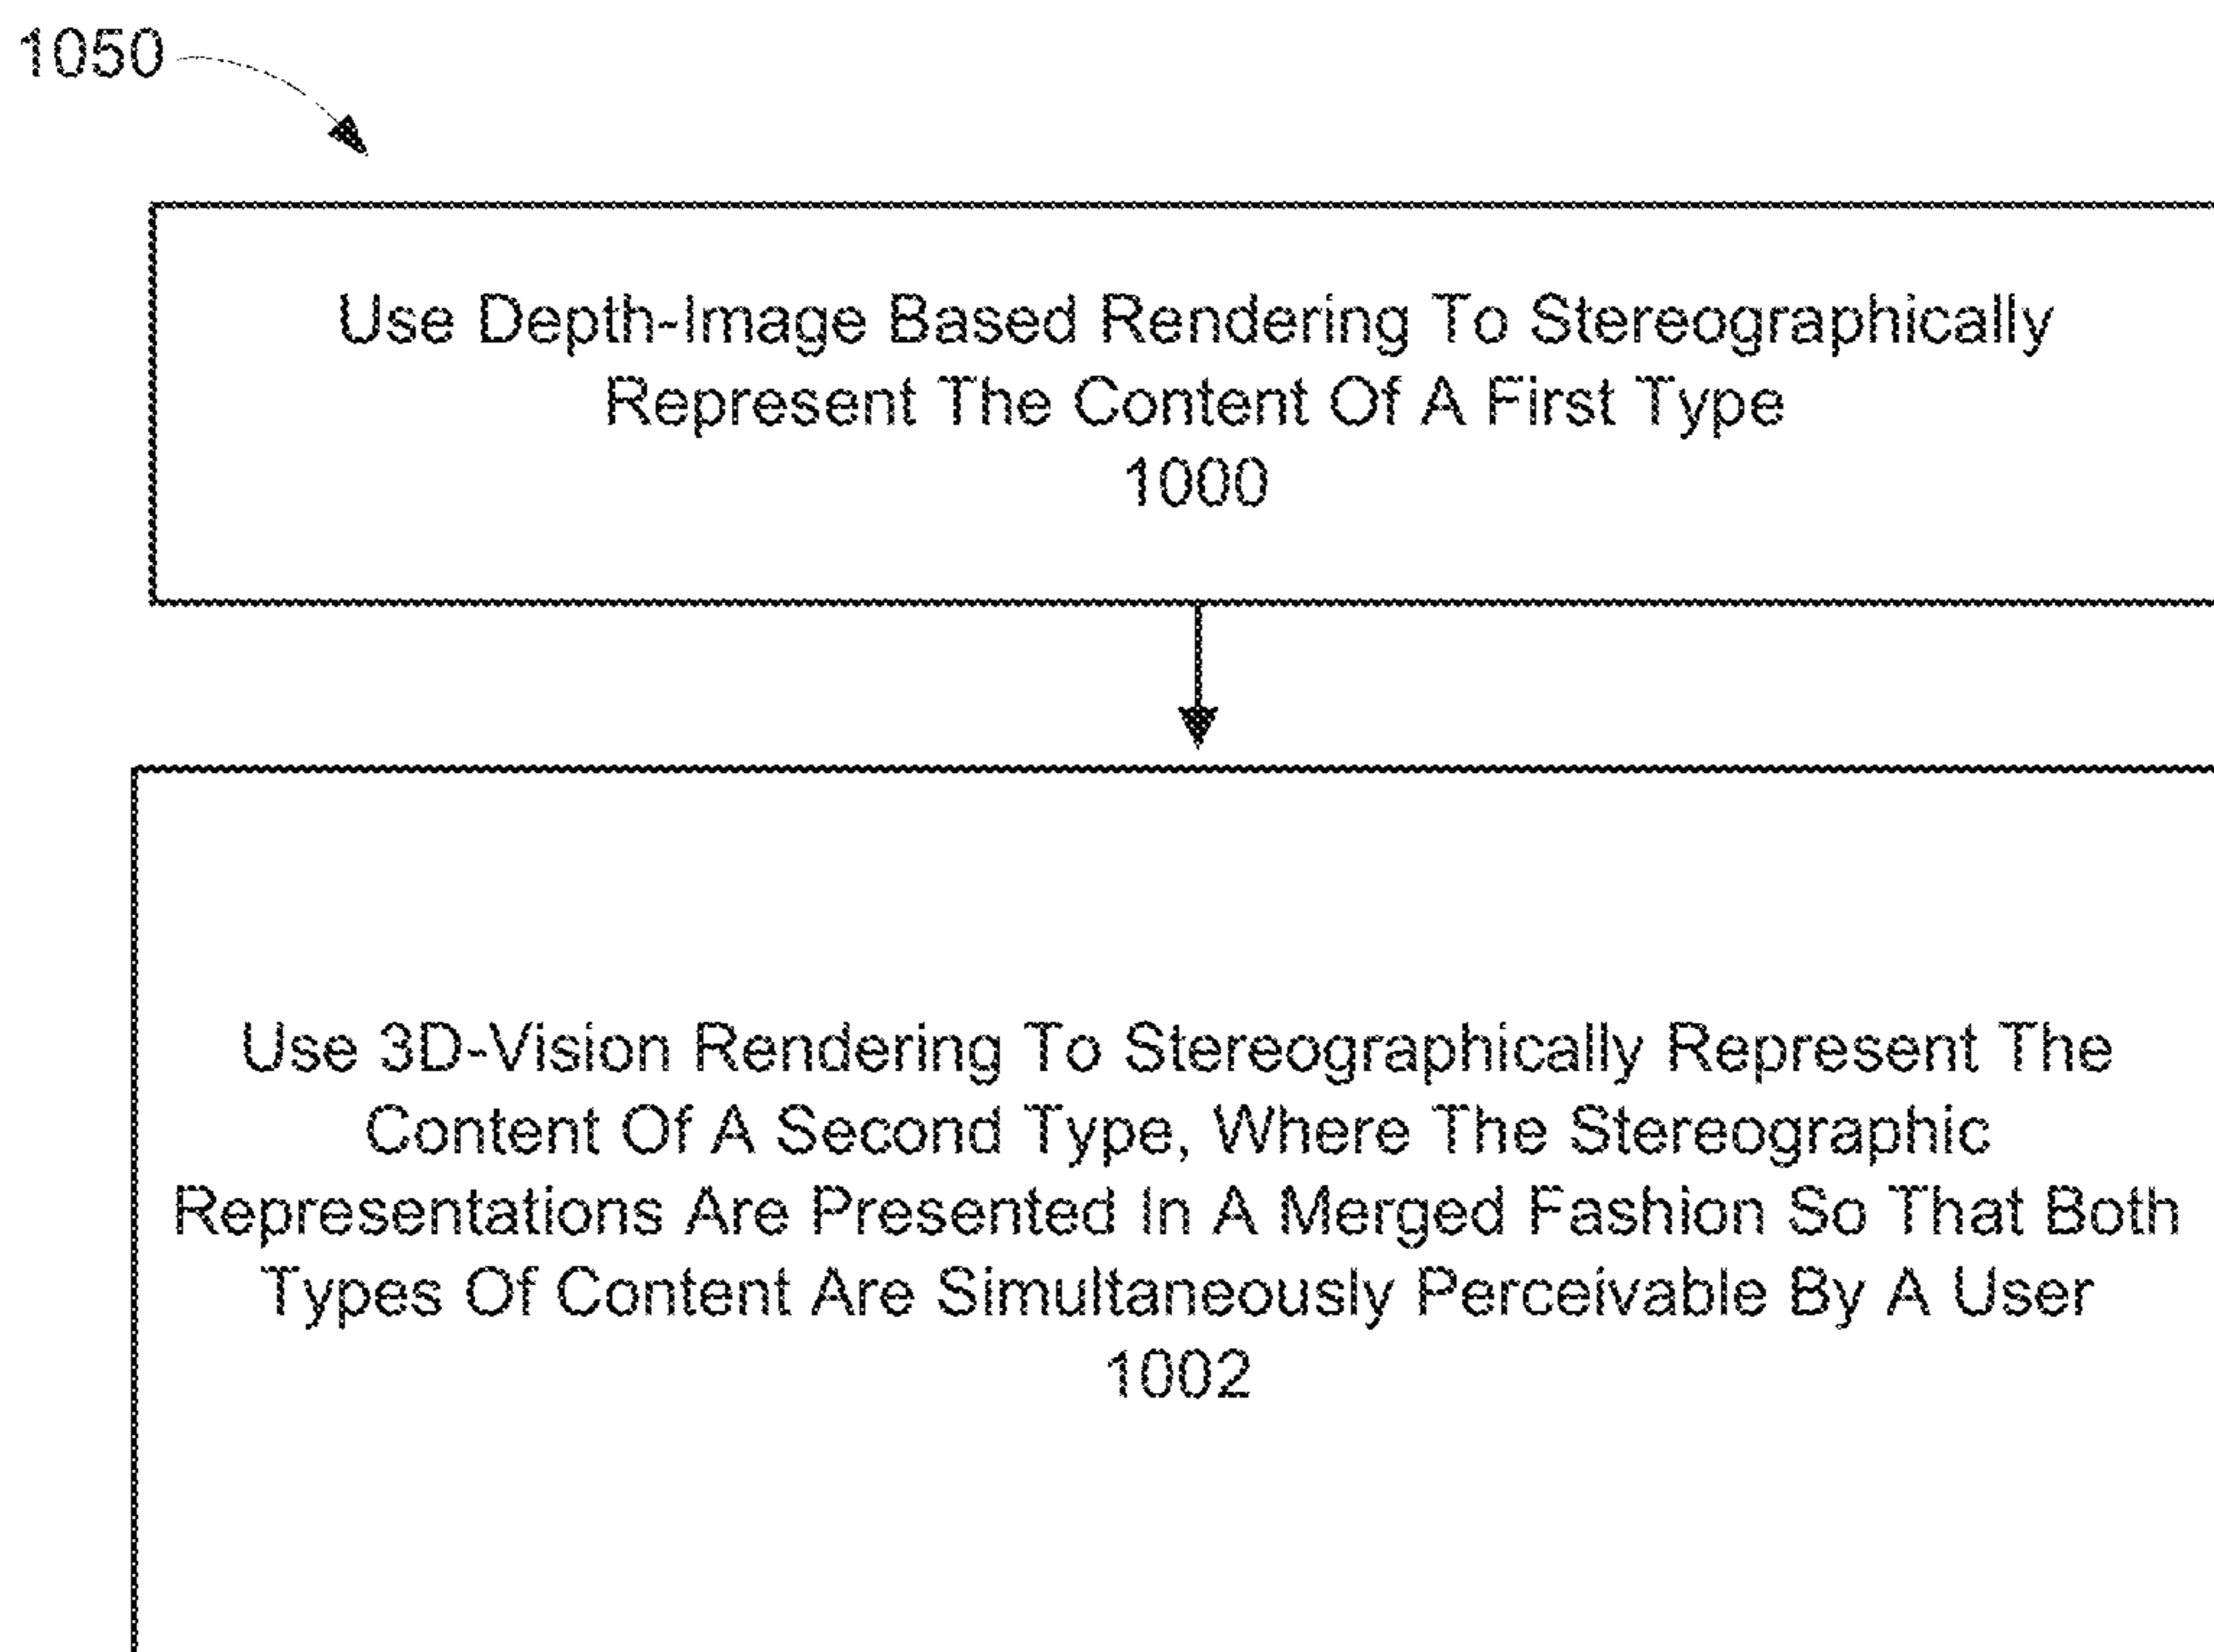 1050
Use Depth-Image Based Rendering To Stereographically
Represent The Content Of A First Type
1000
Use 3D-Vision Rendering To Stereographically Represent The
Content Of A Second Type, Where The Stereographic
Representations Are Presented In A Merged Fashion So That Both
Types Of Content Are Simultaneously Perceivable By A User
1002